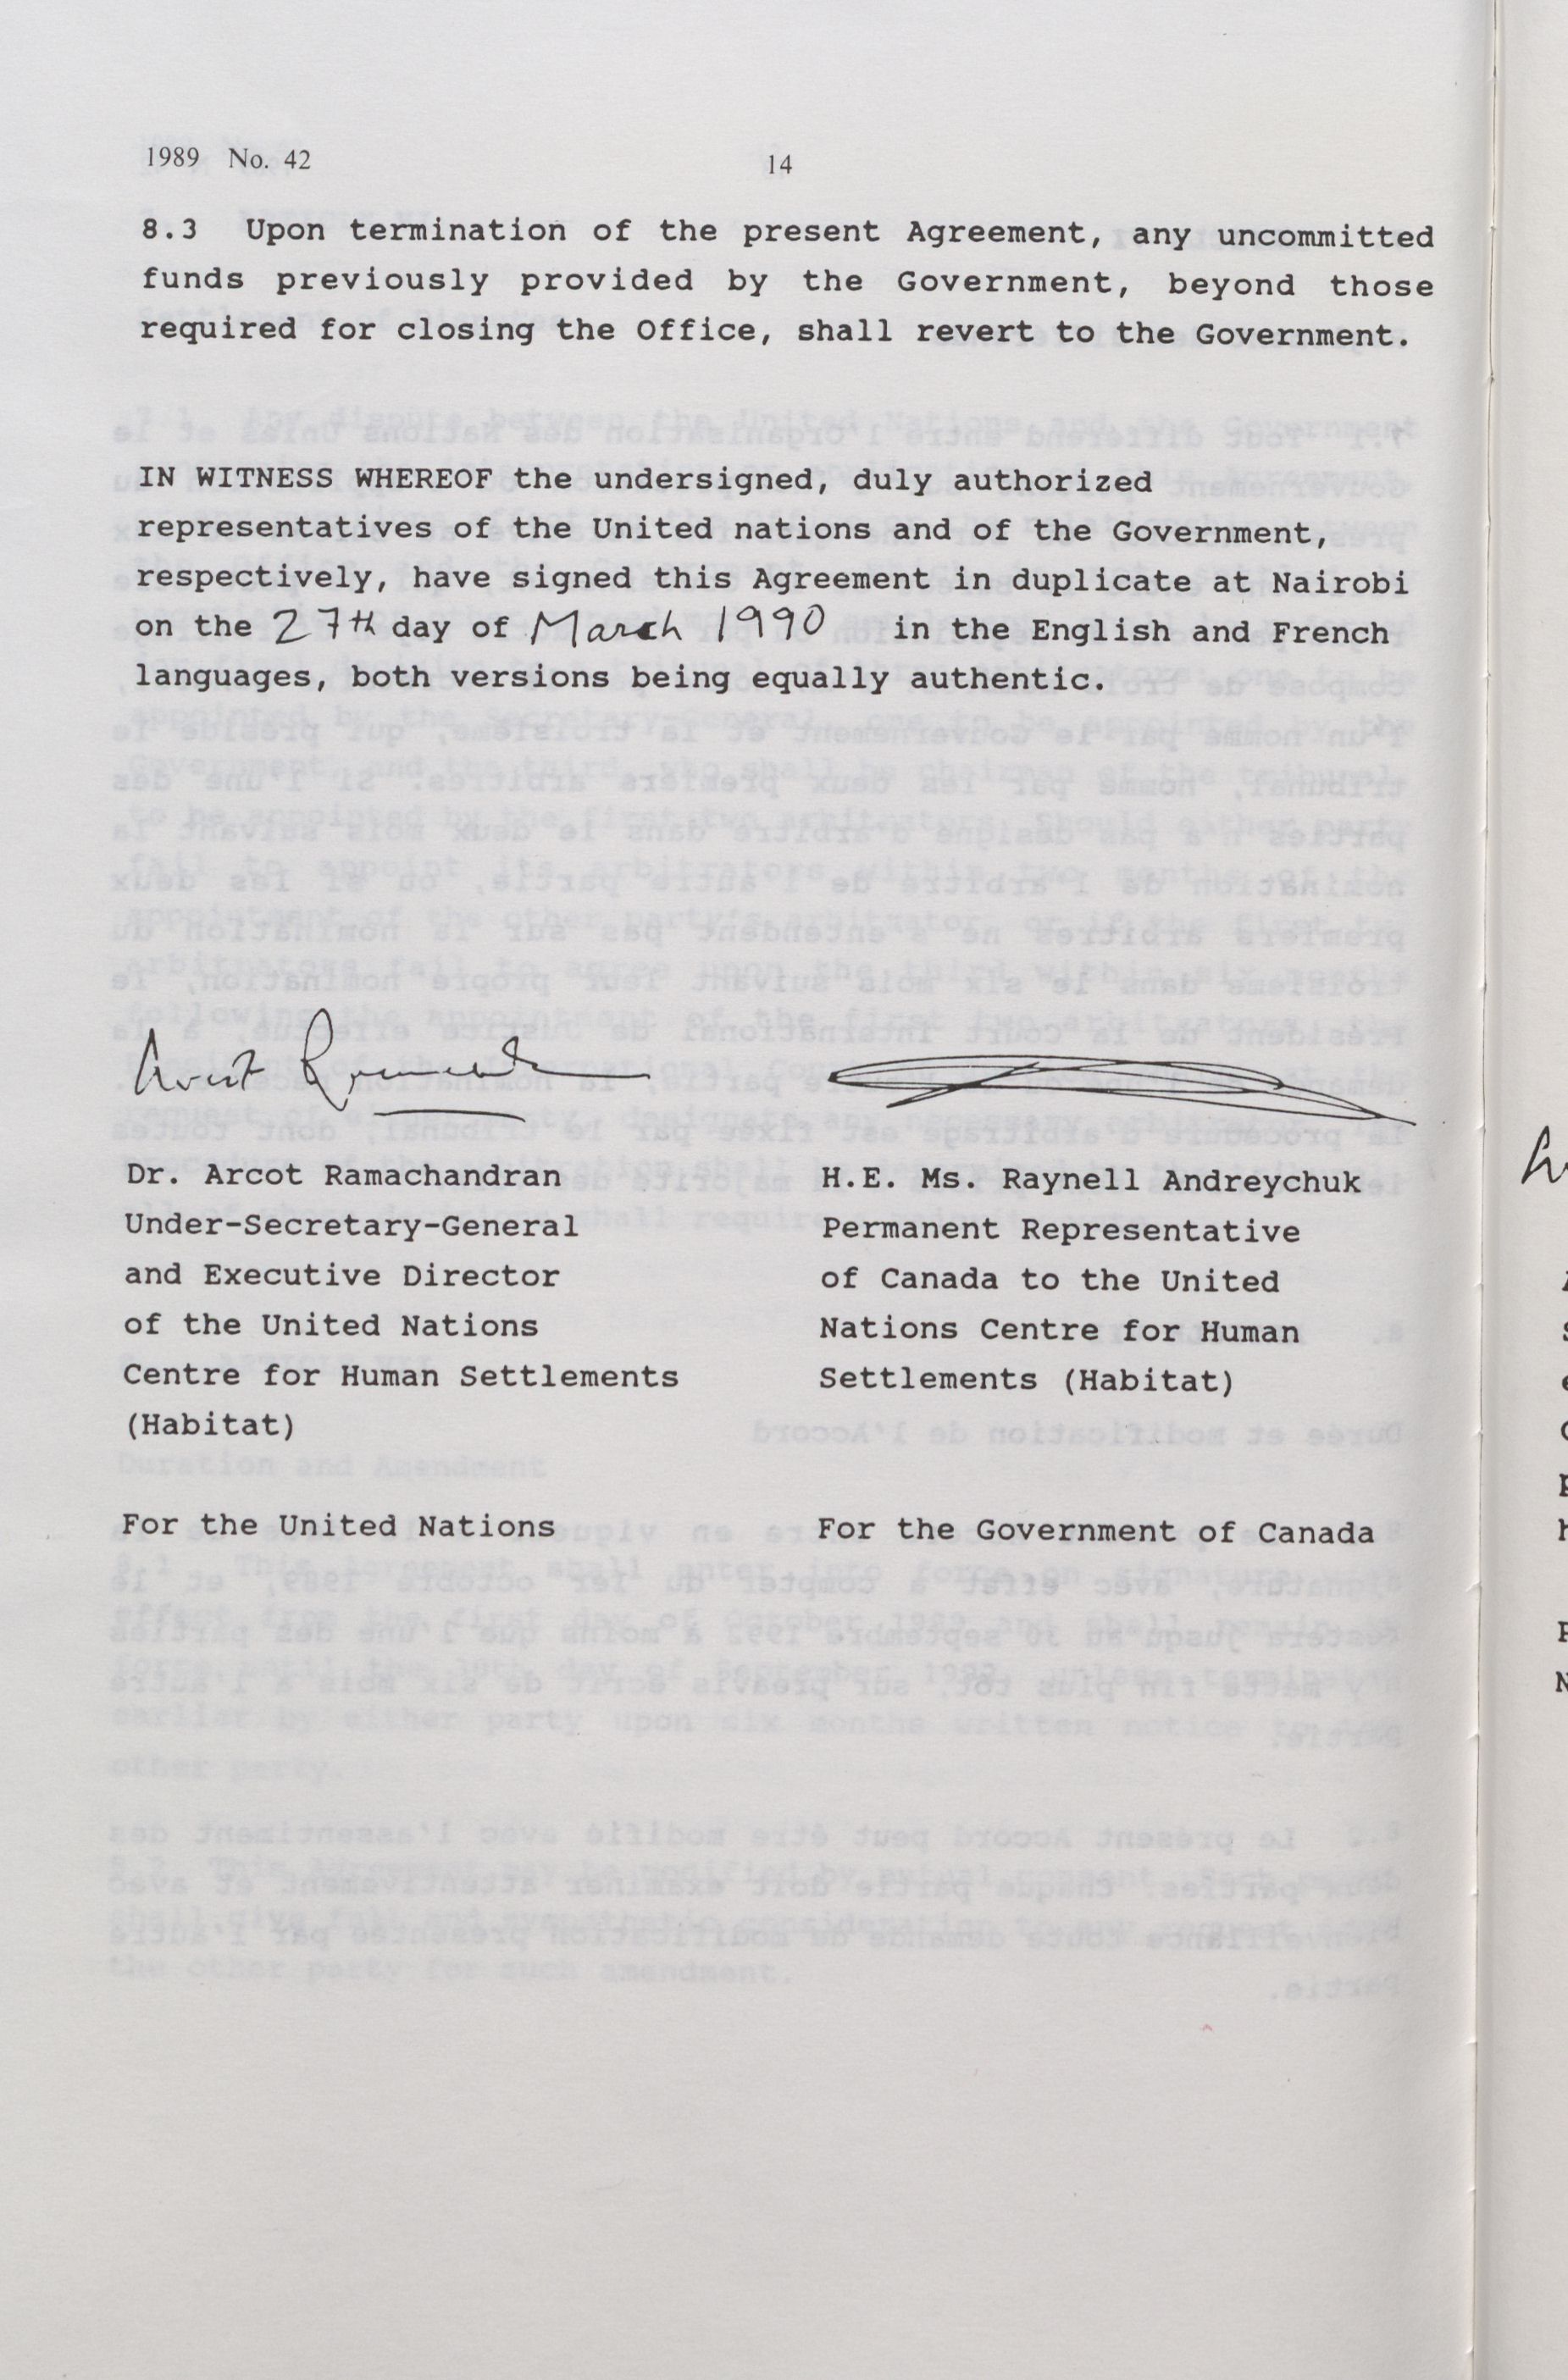 1989 No. 42
14
8.3 Upon termination of the present Agreement, any uncommitted
funds previously provided by the Government, beyond those
required for closing the Office, shall revert to the Government.
IN WITNESS WHEREOF the undersigned, duly authorized
representatives of the United nations and of the Government,
respectively, have signed this Agreement in duplicate at Nairobi
on the 27th day of March 1990 in the English and French
languages, both versions being equally authentic.
Dr. Arcot Ramachandran
Under-Secretary-General
and Executive Director
of the United Nations
Centre for Human Settlements
(Habitat)
For the United Nations
H.E. Ms. Raynell Andreychuk
Permanent Representative
of Canada to the United
Nations Centre for Human
Settlements (Habitat)
For the Government of Canada